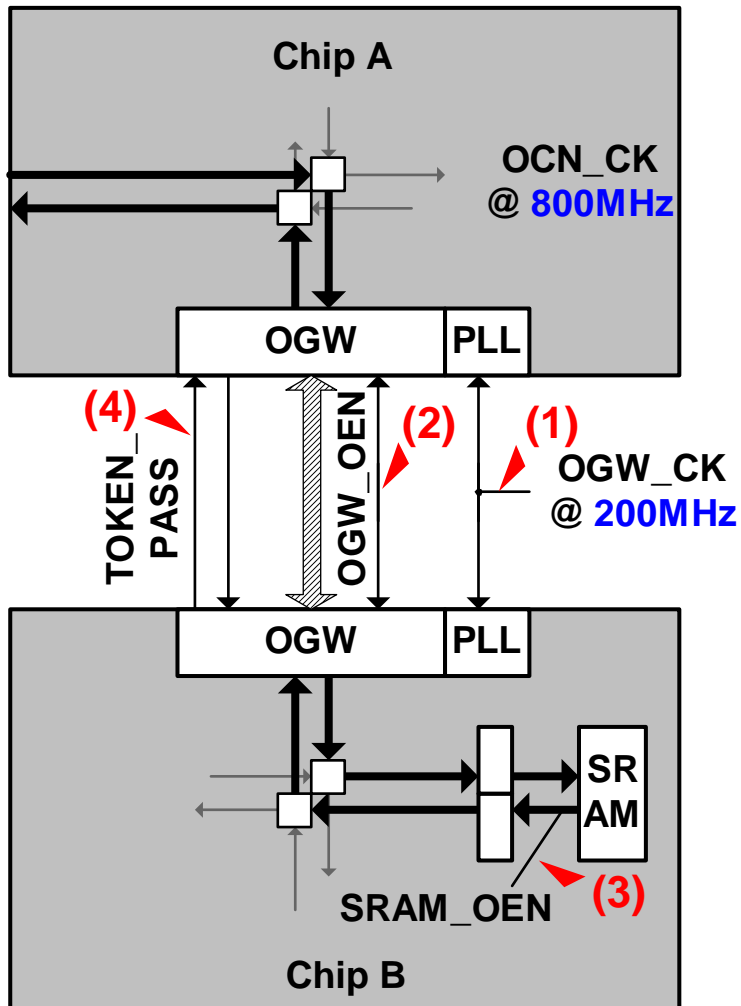 Chip A
OCN_CK
@ 800MHz
OGW
PLL
(4)
TOKEN_
PASS
OGW_OEN
(2)
(1)
OGW_CK
@ 200MHz
OGW
PLL
SR
AM
SRAM_OEN
(3)
Chip B